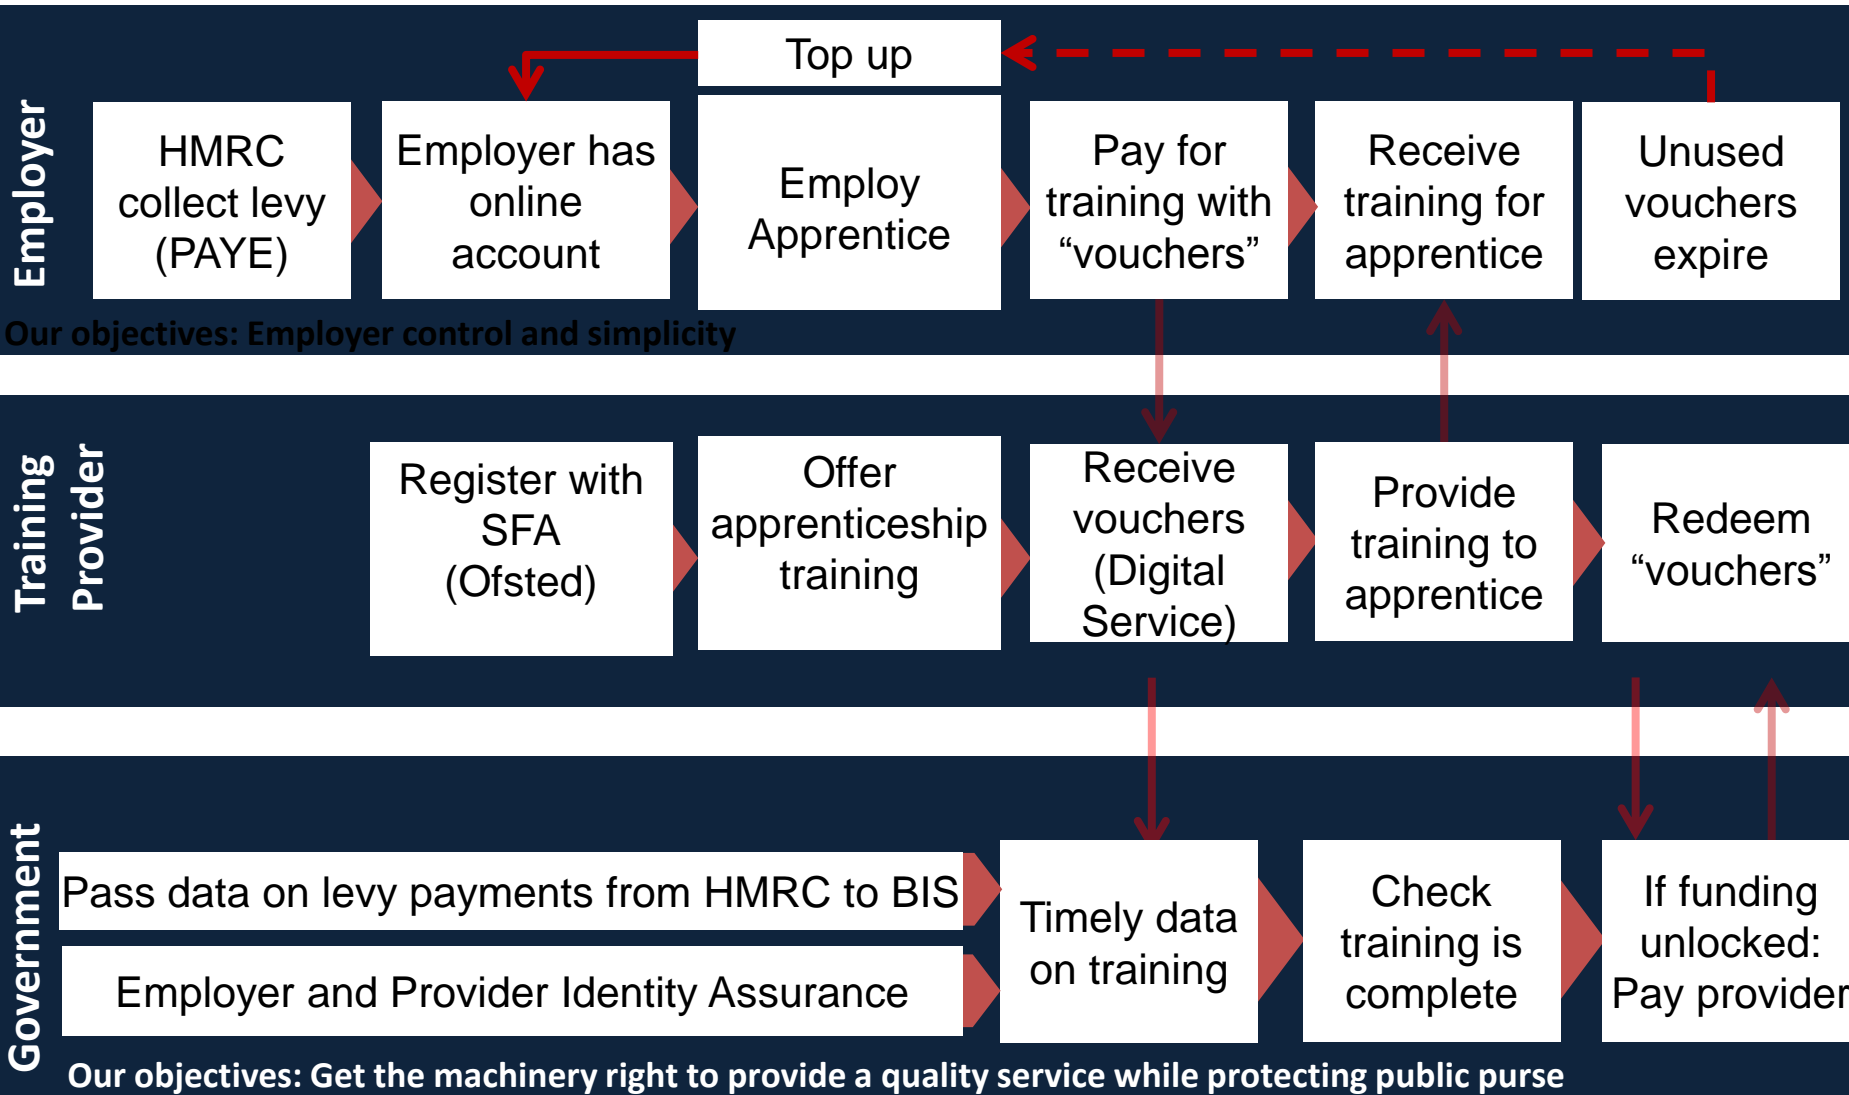 Employer
Top up
HMRC
collect levy
(PAYE)
Employer has
online
account
Employ
Apprentice
Pay for
training with
“vouchers”
Receive
training for
apprentice
Unused
vouchers
expire
Our objectives: Employer control and simplicity
Training
Provider
Register with
SFA
(Ofsted)
Offer
apprenticeship
training
Receive
vouchers
(Digital
Service)
Provide
training to
apprentice
Redeem
“vouchers”
Government
Pass data on levy payments from HMRC to BIS
Employer and Provider Identity Assurance
Timely data
on training
Check
training is
complete
If funding
unlocked:
Pay provider
Our objectives: Get the machinery right to provide a quality service while protecting public purse